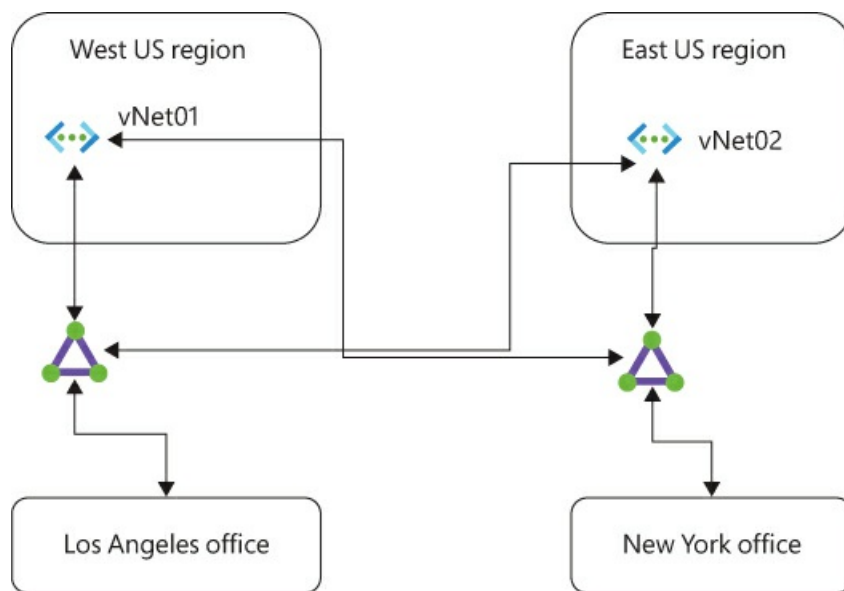 West US region
East US region
vNet01
vNet02
Los Angeles office
New York office